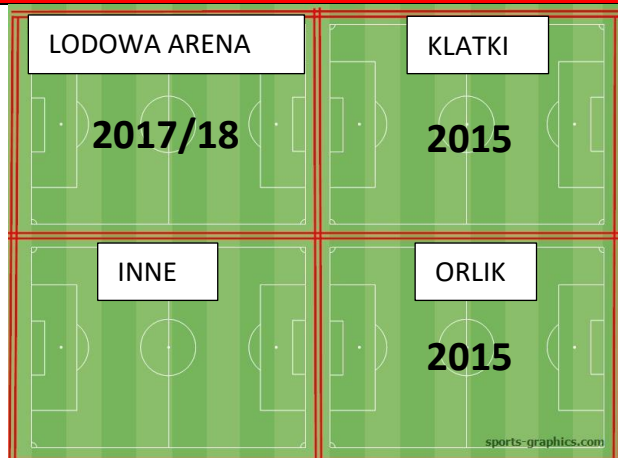 LODOWA ARENA
2017/18
KLATKI
2015
INNE
ORLIK
2015
sports-graphics.com